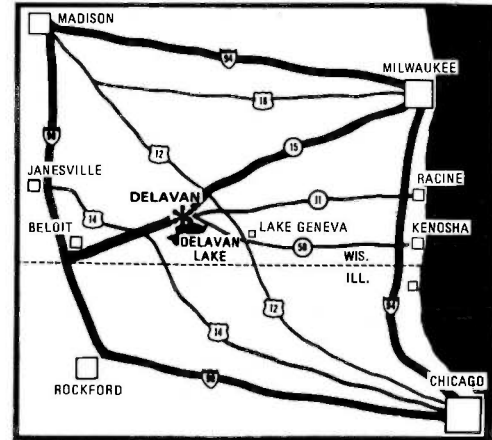 MADISON
94
MILWAUKEE
18
90
12
15
JANESVILLE
DELAVAN
11
RACINE
14
BELOIT
LAKE GENEVA
KENOSHA
DELAVAN
LAKE
50
WIS.
ILL.
12
94
14
ROCKFORD
90
CHICAGO